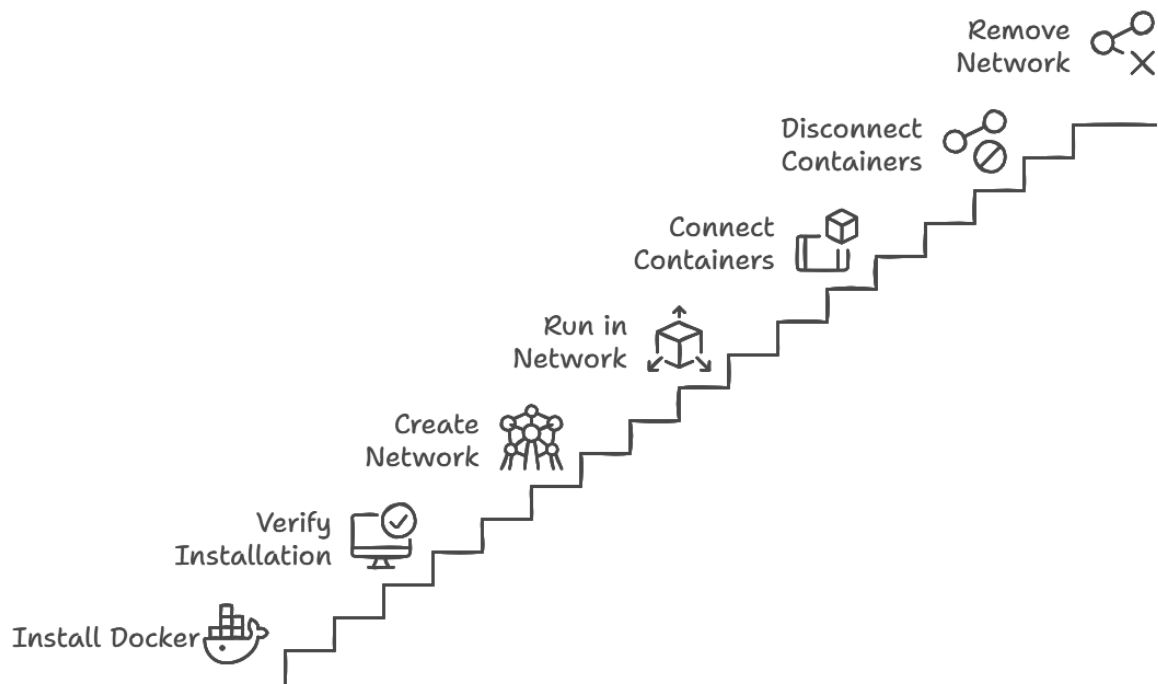 Remove
Network
Disconnect
Containers
Connect
Containers
Run in
Network
Create
Network
Verify
Installation
Install Docker